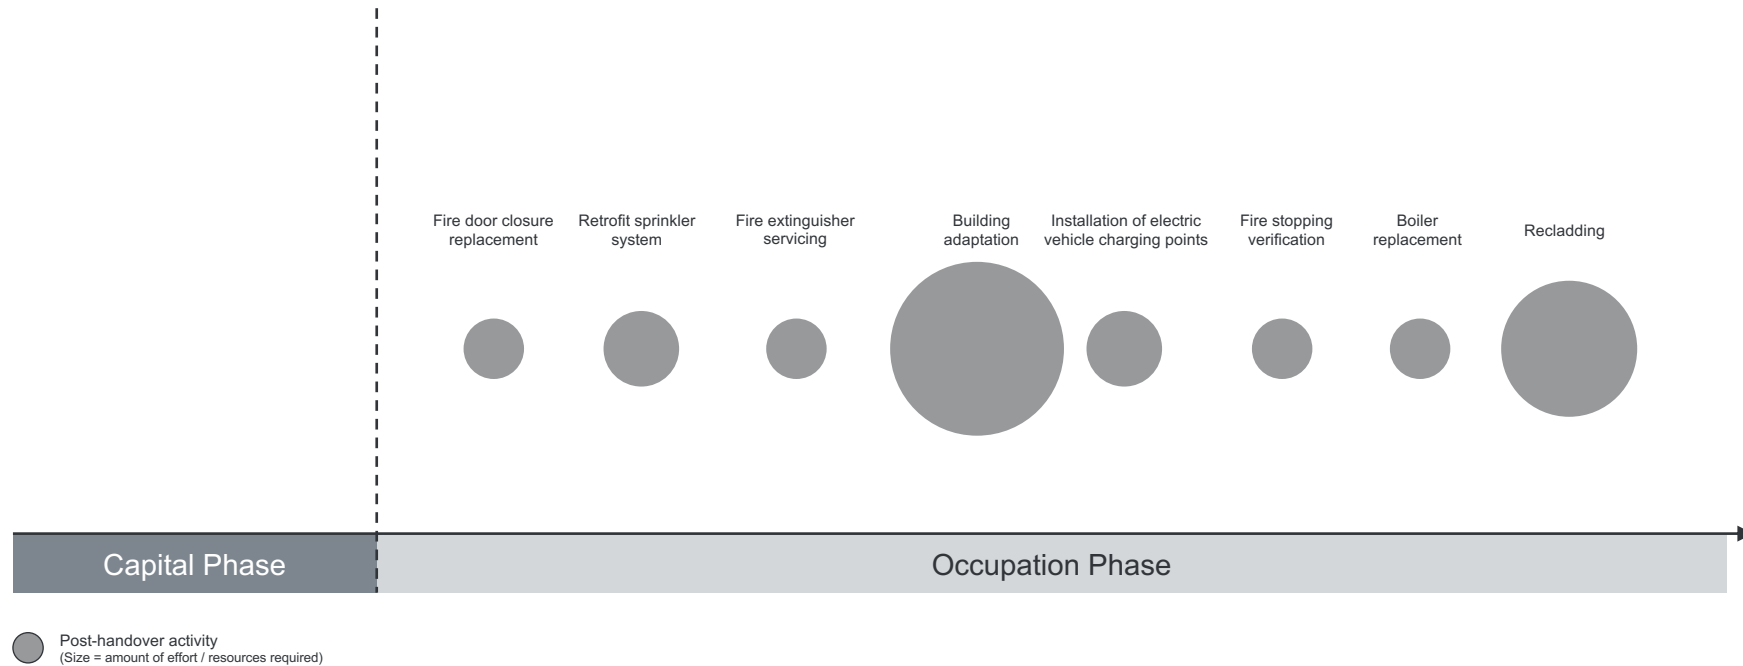 Fire door closure
replacement
Retrofit sprinkler
system
Fire extinguisher
servicing
Building
adaptation
Installation of electric
vehicle charging points
Fire stopping
verification
Boiler
replacement
Recladding
Capital Phase
Occupation Phase
Post-handover activity
(Size = amount of effort / resources required)